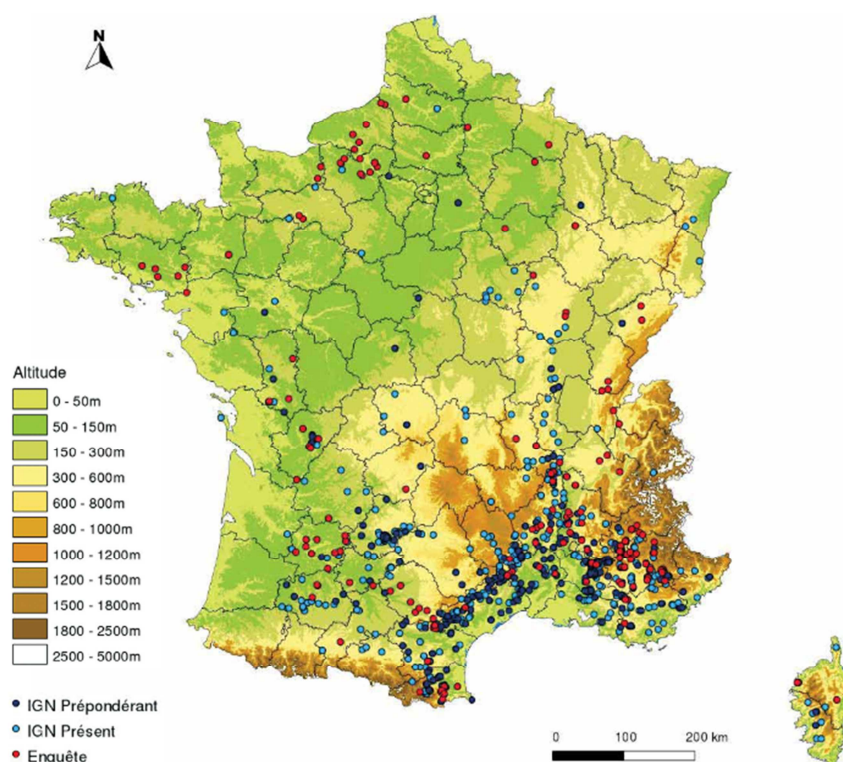 N
Altitude
0 - 50m
50 - 150m
150 - 300m
300 - 600m
600 - 800m
800 - 1000m
1000 - 1200m
1200 - 1500m
1500 - 1800m
1800 - 2500m
2500 - 5000m
IGN Prépondérant
IGN Présent
Enquête
0 100 200 km